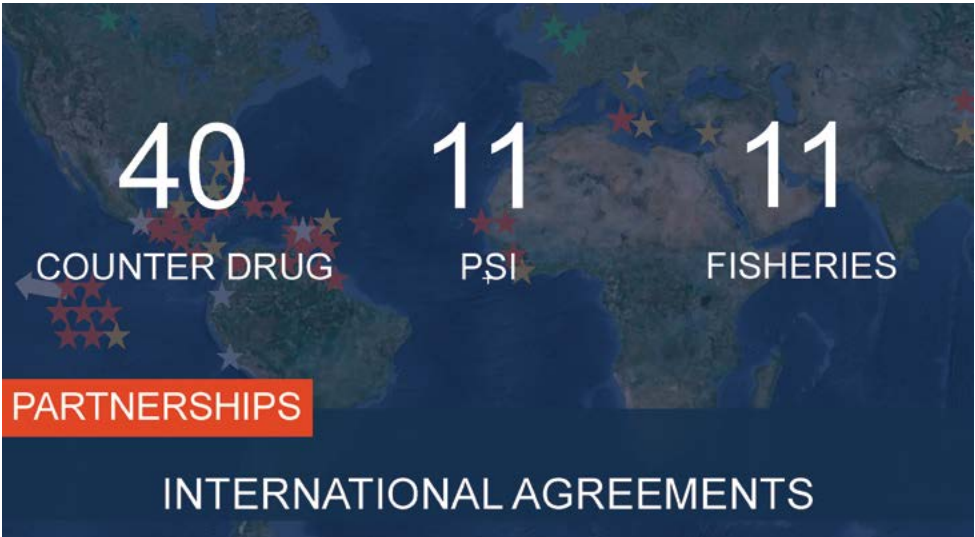 40 11 11
COUNTER DRUG PSI FISHERIES
PARTNERSHIPS
INTERNATIONAL AGREEMENTS